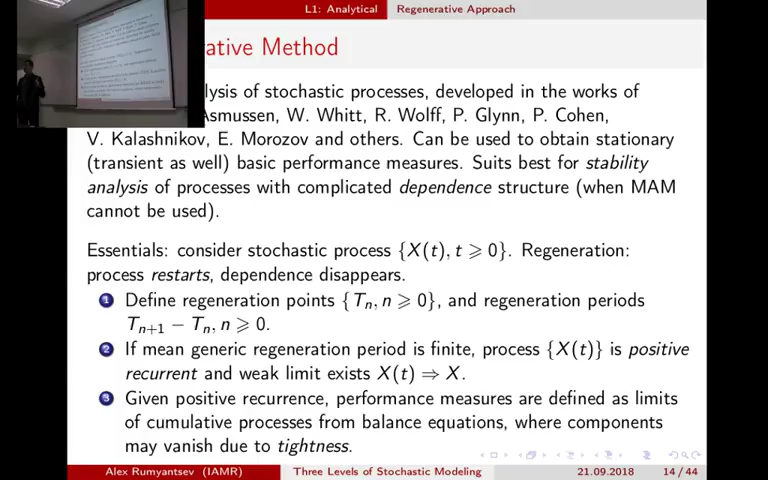 L1: Analytical Regenerative Approach
ative Method
lysis of stochastic processes, developed in the works of
Asmussen, W. Whitt, R. Wolff, P. Glynn, P. Cohen,
V. Kalashnikov, E. Morozov and others. Can be used to obtain stationary
(transient as well) basic performance measures. Suits best for stability
analysis of processes with complicated dependence structure (when MAM
cannot be used).
Essentials: consider stochastic process {X(t), t ⩾ 0}. Regeneration:
process restarts, dependence disappears.
1 Define regeneration points {Tₙ, n ⩾ 0}, and regeneration periods
Tₙ₊₁ − Tₙ, n ⩾ 0.
2 If mean generic regeneration period is finite, process {X(t)} is positive
recurrent and weak limit exists X(t) ⇒ X.
3 Given positive recurrence, performance measures are defined as limits
of cumulative processes from balance equations, where components
may vanish due to tightness.
Alex Rumyantsev (IAMR) Three Levels of Stochastic Modeling 21.09.2018 14 / 44